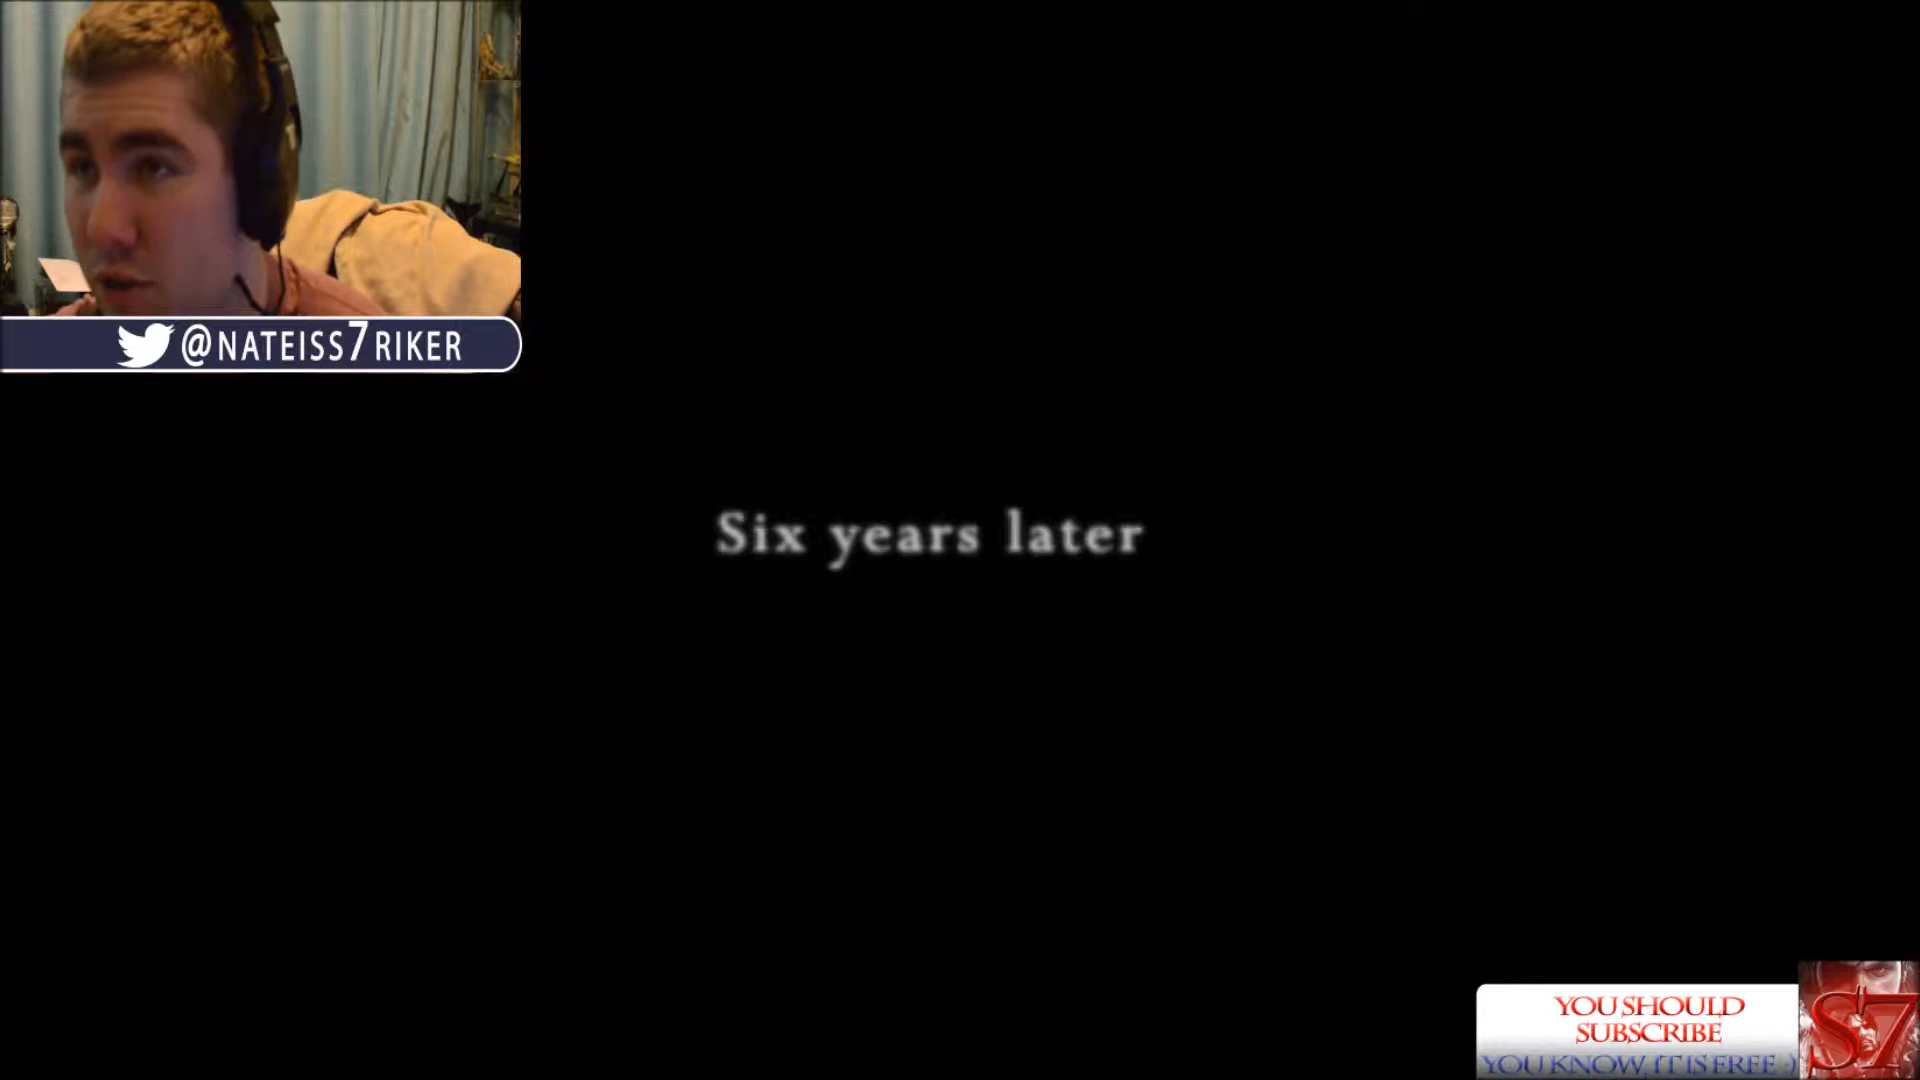 @NATEISS7RIKER
Six years later
YOU SHOULD
SUBSCRIBE
YOU KNOW, IT IS FREE :)
S7